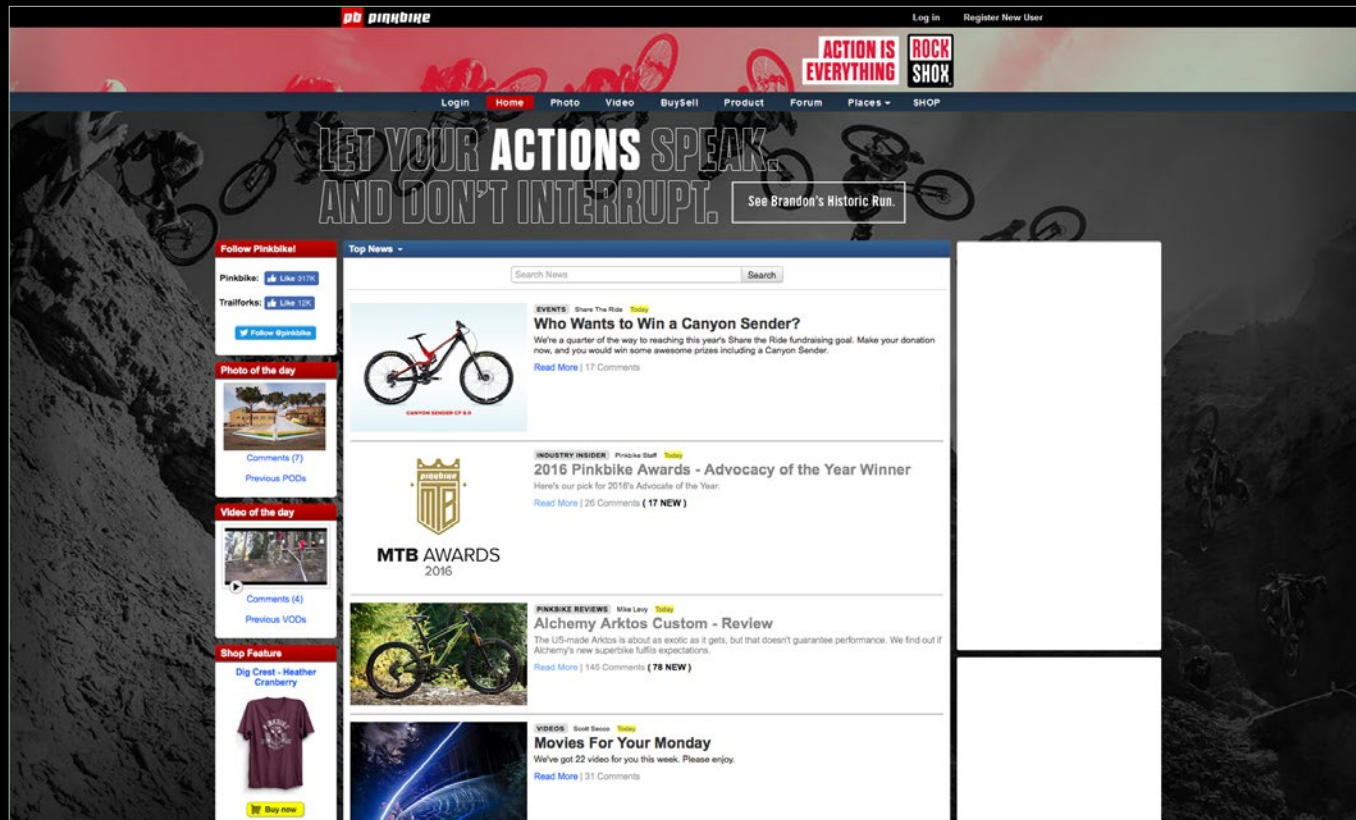 pb pinkbike
Log in Register New User
ACTION IS
EVERYTHING
ROCK
SHOX
Login Home Photo Video BuySell Product Forum Places SHOP
LET YOUR ACTIONS SPEAK.
AND DON'T INTERRUPT.
See Brandon's Historic Run.
Follow Pinkbike!
Pinkbike: Like 317K
Trailforks: Like 12K
Follow @pinkbike
Photo of the day
Comments (7)
Previous PODs
Video of the day
Comments (4)
Previous VODs
Shop Feature
Dig Crest - Heather
Cranberry
PINKBIKE
Buy now
Top News
Search News Search
EVENTS Share The Ride Today
Who Wants to Win a Canyon Sender?
We're a quarter of the way to reaching this year's Share the Ride fundraising goal. Make your donation
now, and you would win some awesome prizes including a Canyon Sender.
Read More | 17 Comments
CANYON SENDER CF 9.0
INDUSTRY INSIDER Pinkbike Staff Today
2016 Pinkbike Awards - Advocacy of the Year Winner
Here's our pick for 2016's Advocate of the Year.
Read More | 26 Comments ( 17 NEW )
pinkbike
MTB
MTB AWARDS
2016
PINKBIKE REVIEWS Mike Levy Today
Alchemy Arktos Custom - Review
The US-made Arktos is about as exotic as it gets, but that doesn't guarantee performance. We find out if
Alchemy's new superbike fulfils expectations.
Read More | 145 Comments ( 78 NEW )
VIDEOS Scott Secco Today
Movies For Your Monday
We've got 22 video for you this week. Please enjoy.
Read More | 31 Comments